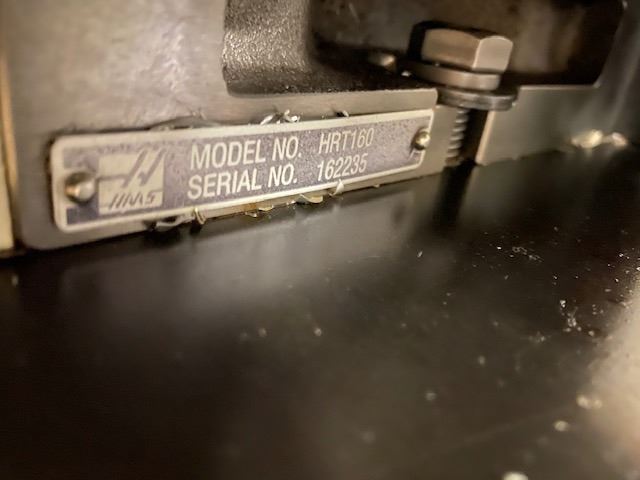 HAAS
MODEL NO. HRT160
SERIAL NO. 162235